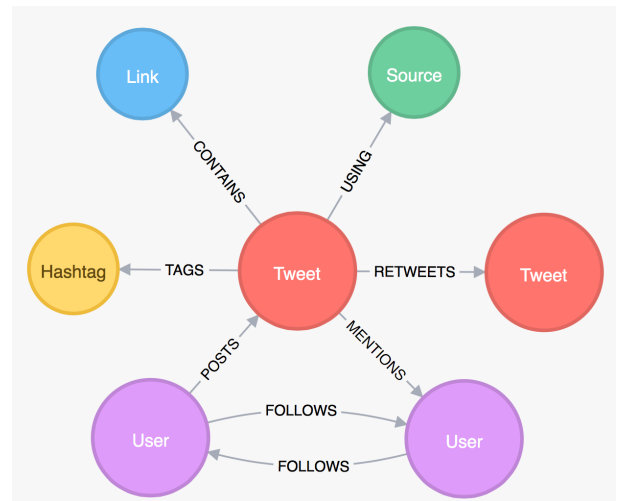 Link
Source
CONTAINS
USING
Hashtag
TAGS
Tweet
RETWEETS
Tweet
POSTS
MENTIONS
User
FOLLOWS
FOLLOWS
User